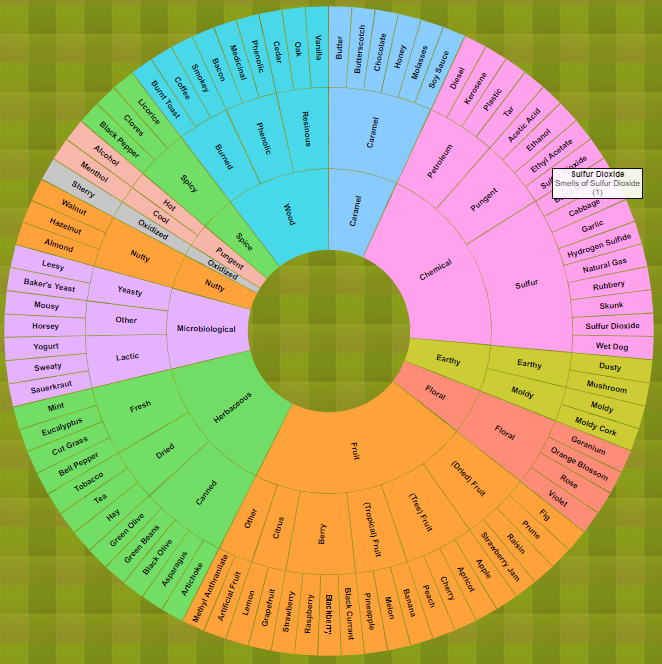 Caramel
Caramel
Butter
Butterscotch
Chocolate
Honey
Molasses
Soy Sauce
Chemical
Petroleum
Diesel
Kerosene
Plastic
Tar
Pungent
Acetic Acid
Ethanol
Ethyl Acetate
Sulfur Dioxide
Smells of Sulfur Dioxide
(1)
Sulfur
Cabbage
Garlic
Hydrogen Sulfide
Natural Gas
Rubbery
Skunk
Sulfur Dioxide
Wet Dog
Earthy
Earthy
Dusty
Mushroom
Moldy
Moldy
Moldy Cork
Floral
Floral
Geranium
Orange Blossom
Rose
Violet
Fruit
(Dried) Fruit
Fig
Prune
Raisin
Strawberry Jam
(Tree) Fruit
Apple
Apricot
Cherry
Peach
(Tropical) Fruit
Banana
Melon
Pineapple
Berry
Black Currant
Blackberry
Raspberry
Strawberry
Citrus
Grapefruit
Lemon
Other
Artificial Fruit
Methyl Anthranilate
Herbaceous
Canned
Artichoke
Asparagus
Black Olive
Green Beans
Green Olive
Dried
Hay
Tea
Tobacco
Fresh
Bell Pepper
Cut Grass
Eucalyptus
Mint
Microbiological
Lactic
Sauerkraut
Sweaty
Yogurt
Other
Horsey
Mousy
Yeasty
Baker's Yeast
Leesy
Nutty
Nutty
Almond
Hazelnut
Walnut
Oxidized
Oxidized
Sherry
Pungent
Cool
Menthol
Hot
Alcohol
Spice
Spicy
Black Pepper
Cloves
Licorice
Wood
Burned
Burnt Toast
Coffee
Smokey
Phenolic
Bacon
Medicinal
Phenolic
Resinous
Cedar
Oak
Vanilla